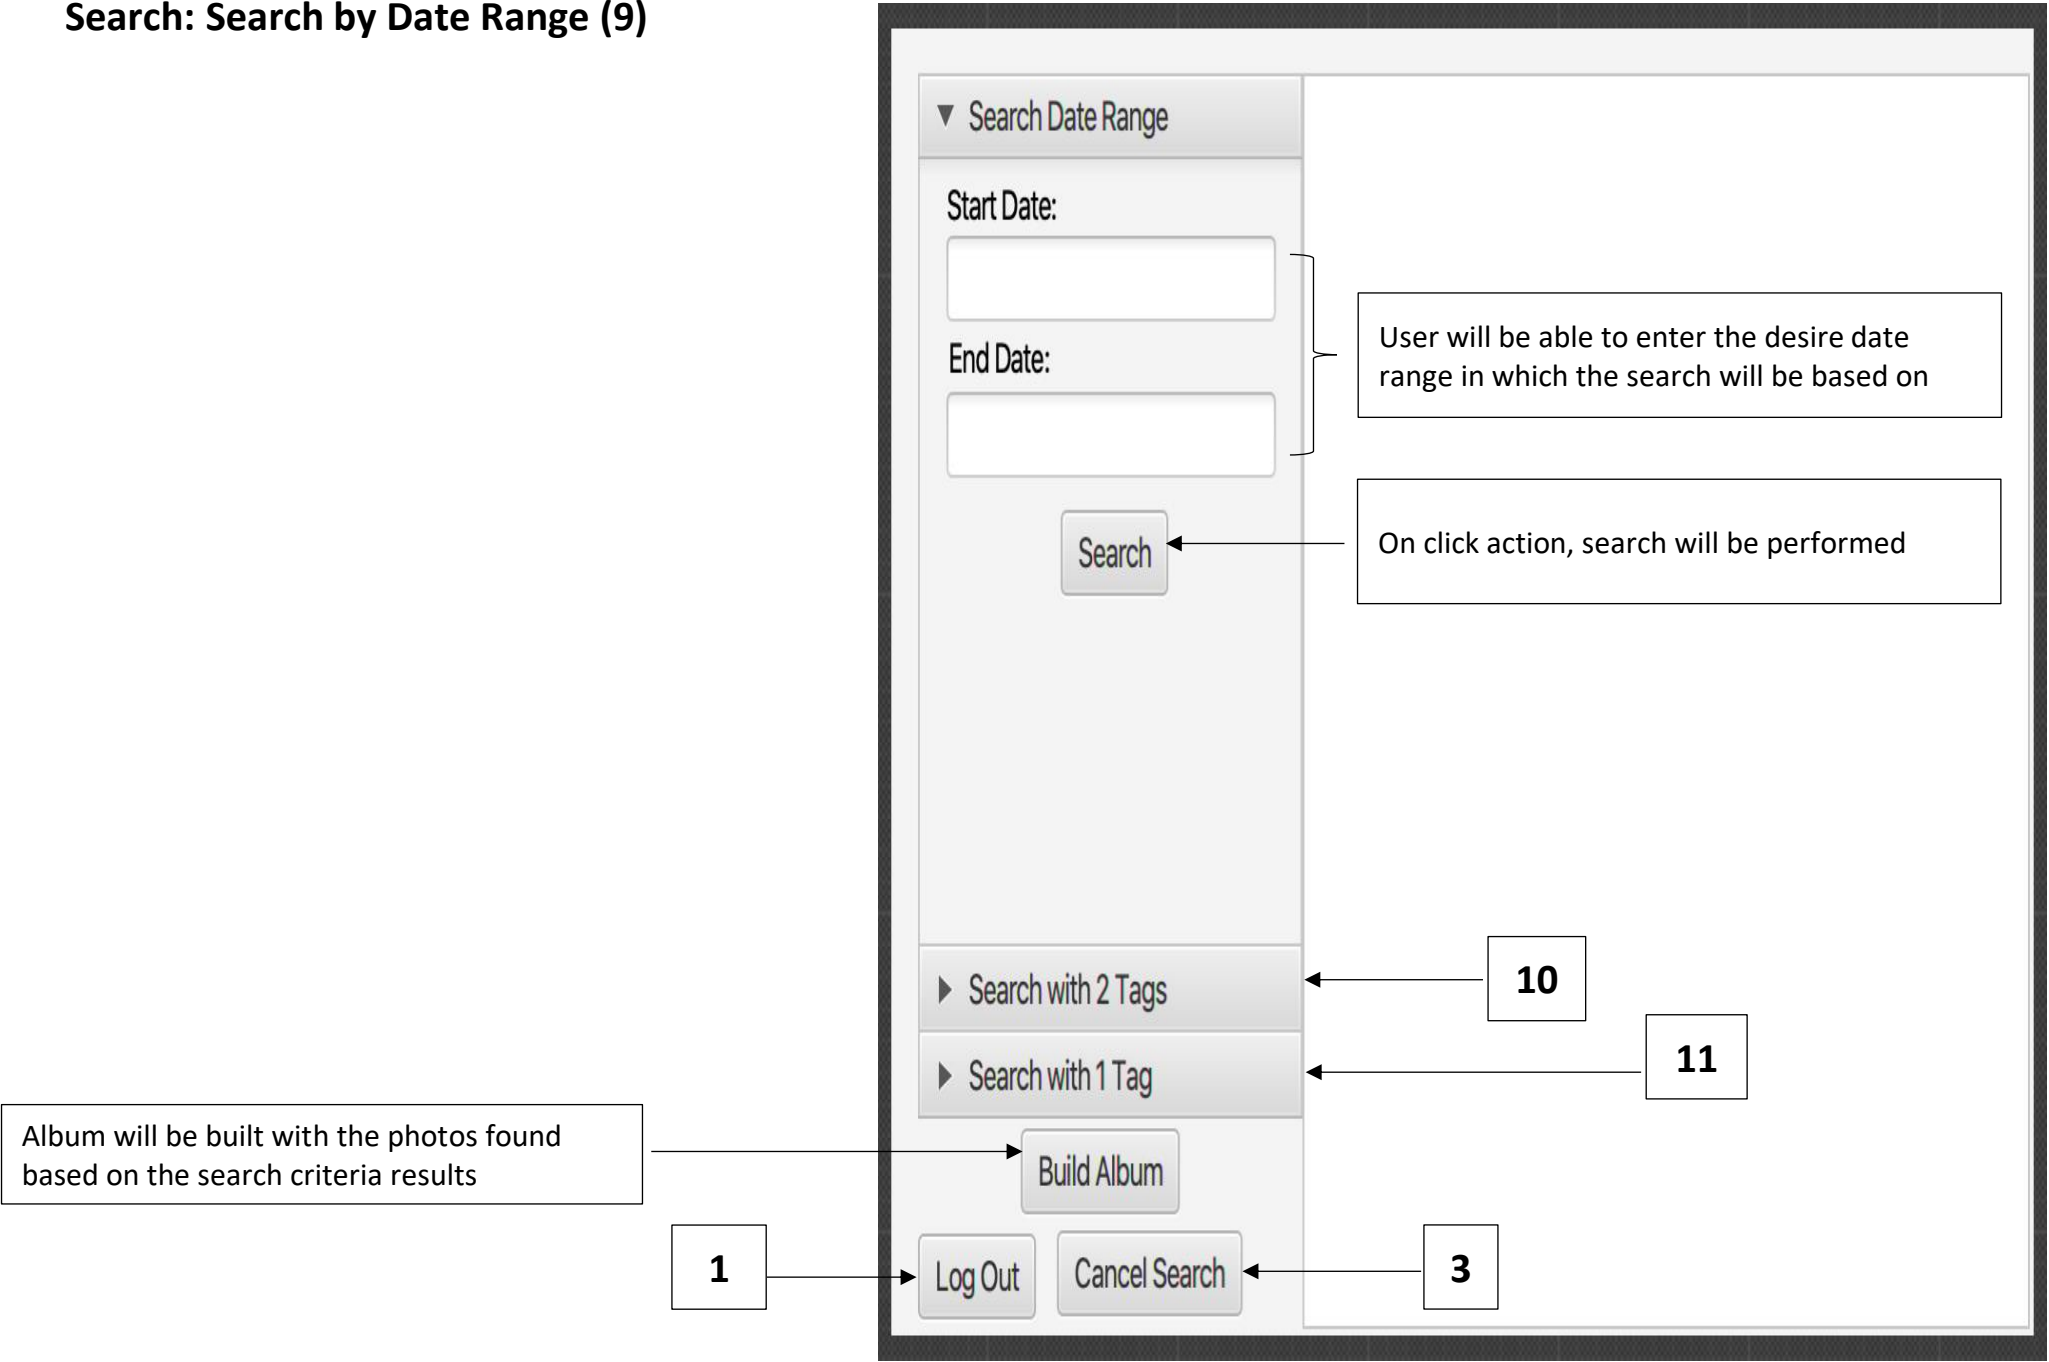 Search: Search by Date Range (9)
Search Date Range
Start Date:
End Date:
User will be able to enter the desire date
range in which the search will be based on
Search
On click action, search will be performed
Search with 2 Tags
10
Search with 1 Tag
11
Album will be built with the photos found
based on the search criteria results
Build Album
1
Log Out
Cancel Search
3